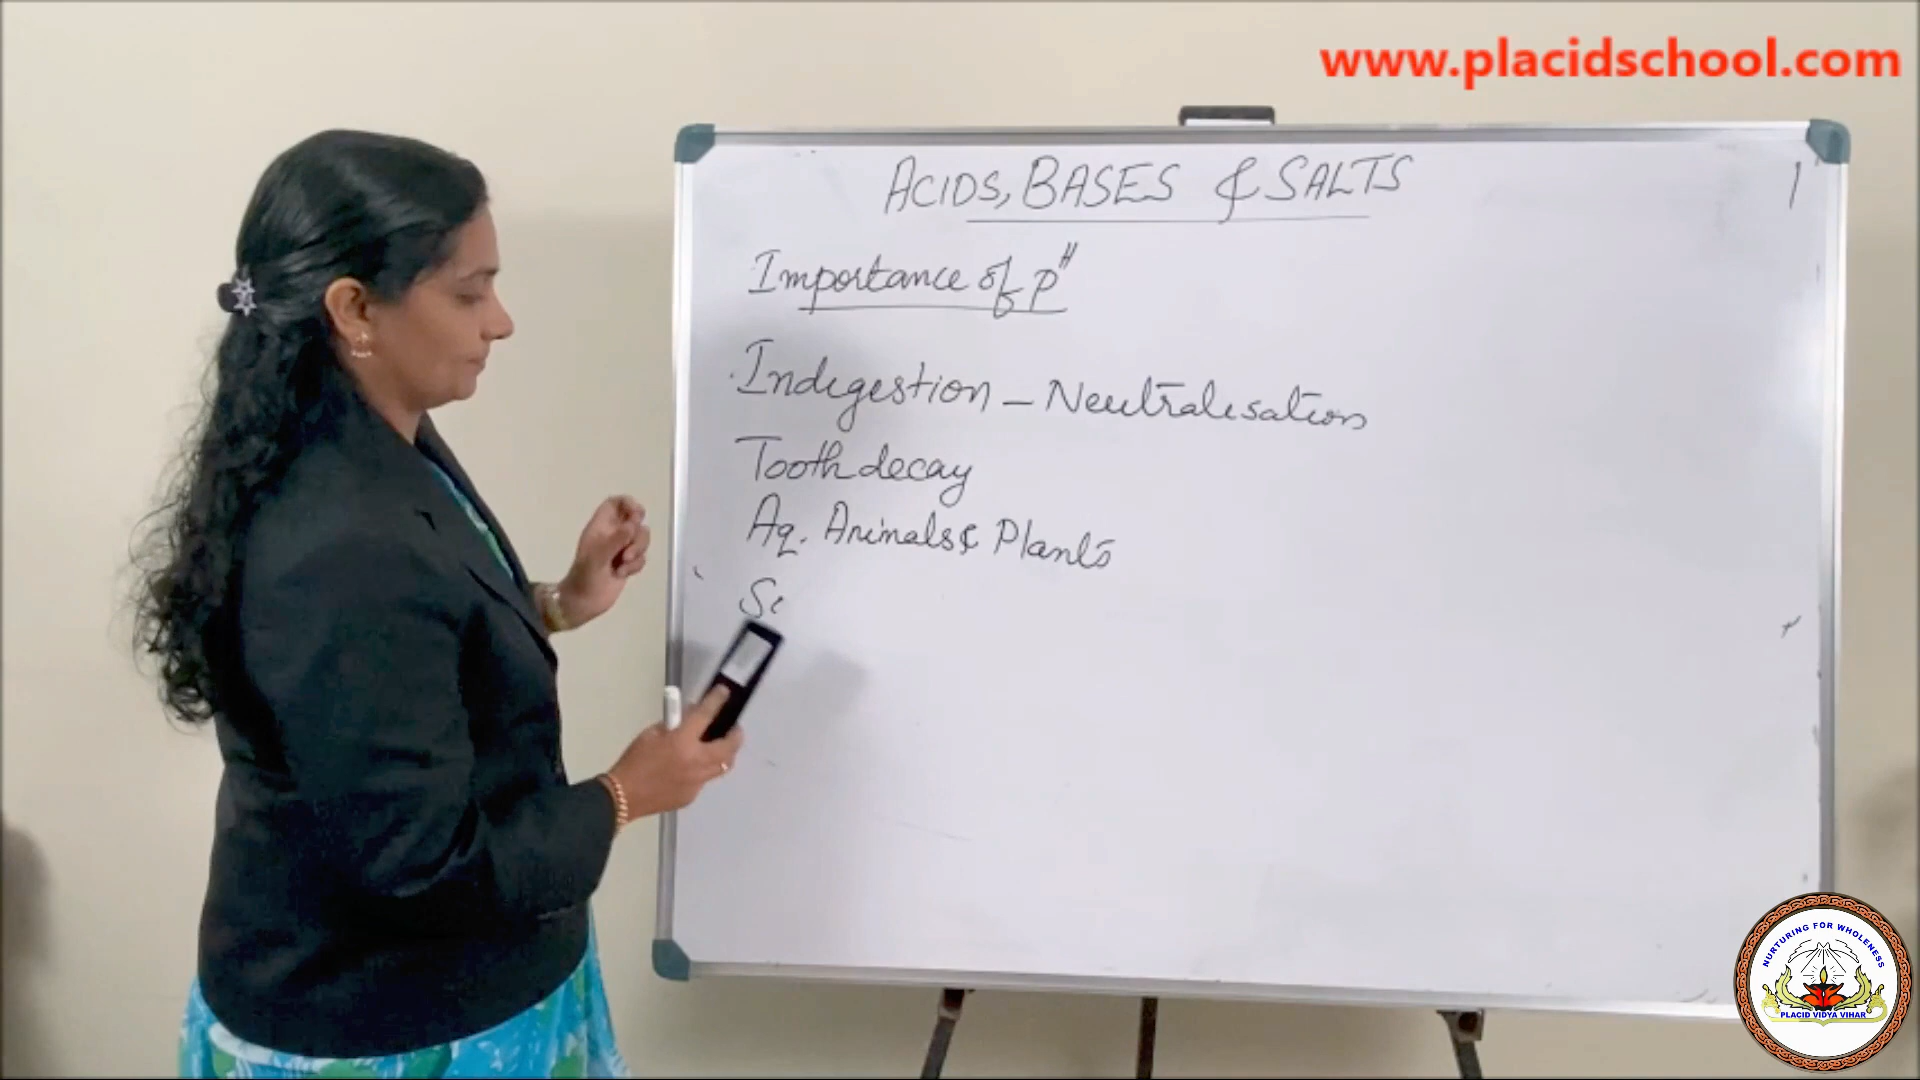 www.placidschool.com
ACIDS, BASES & SALTS
Importance of pH
Indigestion - Neutralisation
Tooth decay
Aq. Animals & Plants
NURTURING FOR WHOLENESS
PLACID VIDYA VIHAR